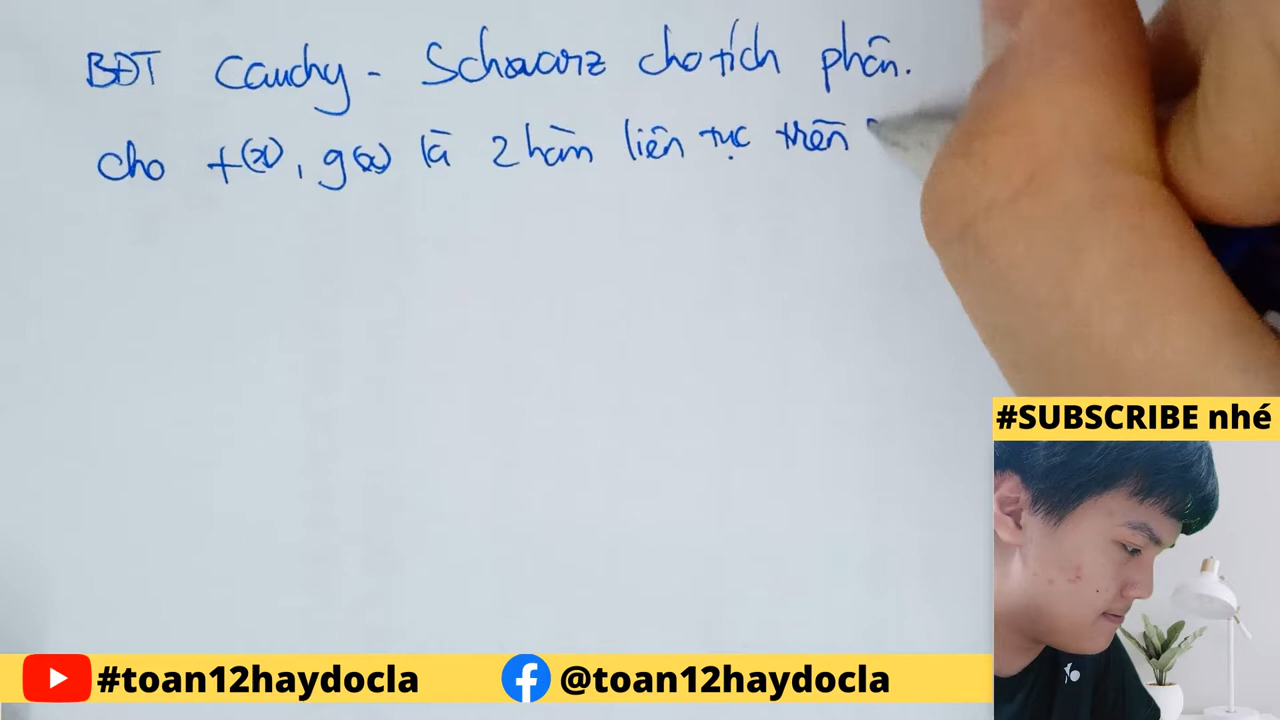 BĐT Cauchy - Schwarz cho tích phân.
cho f(x), g(x) là 2 hàm liên tục trên
#SUBSCRIBE nhé
#toan12haydocla
@toan12haydocla